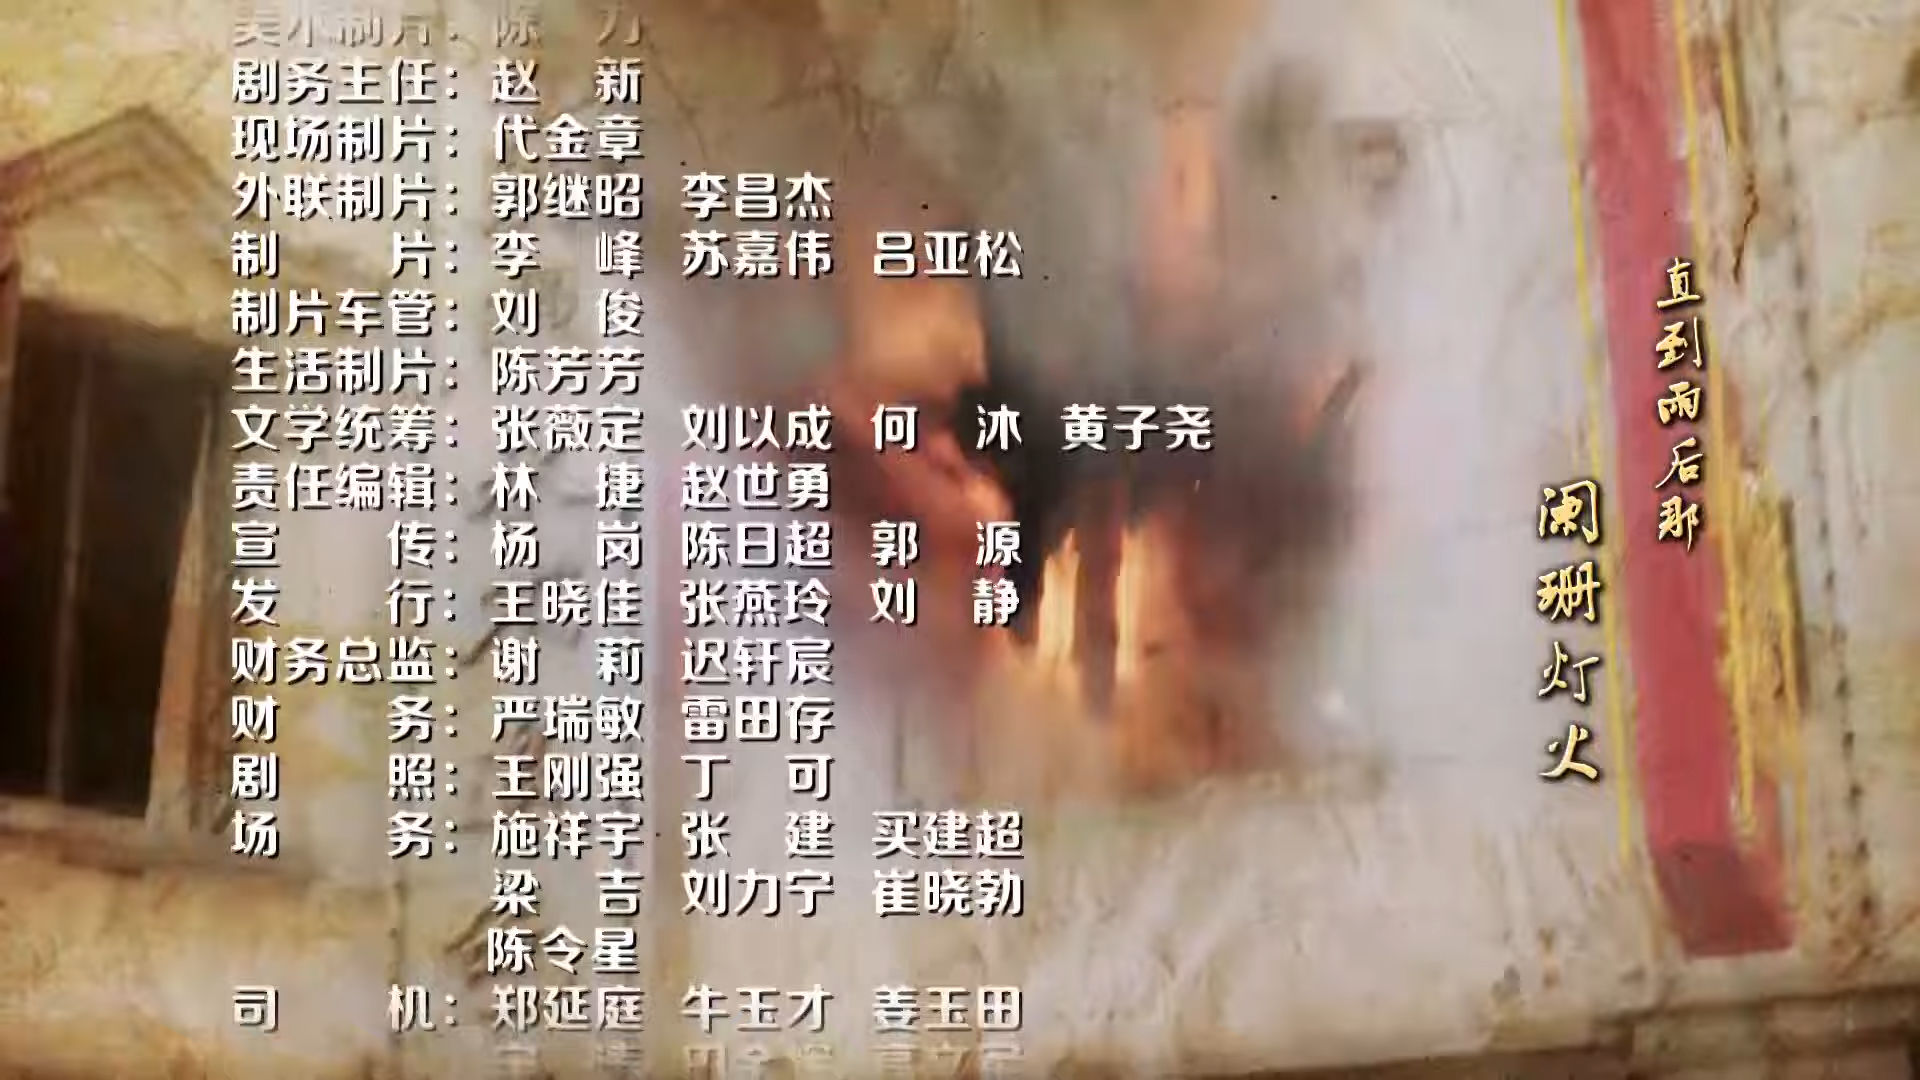 美术制片：陈　力
剧务主任：赵　新
现场制片：代金章
外联制片：郭继昭　李昌杰
制　　片：李　峰　苏嘉伟　吕亚松
制片车管：刘　俊
生活制片：陈芳芳
文学统筹：张薇定　刘以成　何　沐　黄子尧
责任编辑：林　捷　赵世勇
宣　　传：杨　岗　陈日超　郭　源
发　　行：王晓佳　张燕玲　刘　静
财务总监：谢　莉　迟轩宸
财　　务：严瑞敏　雷田存
剧　　照：王刚强　丁　可
场　　务：施祥宇　张　建　买建超
梁　吉　刘力宁　崔晓勃
陈令星
司　　机：郑延庭　牛玉才　姜玉田
直到雨后那
阑珊灯火